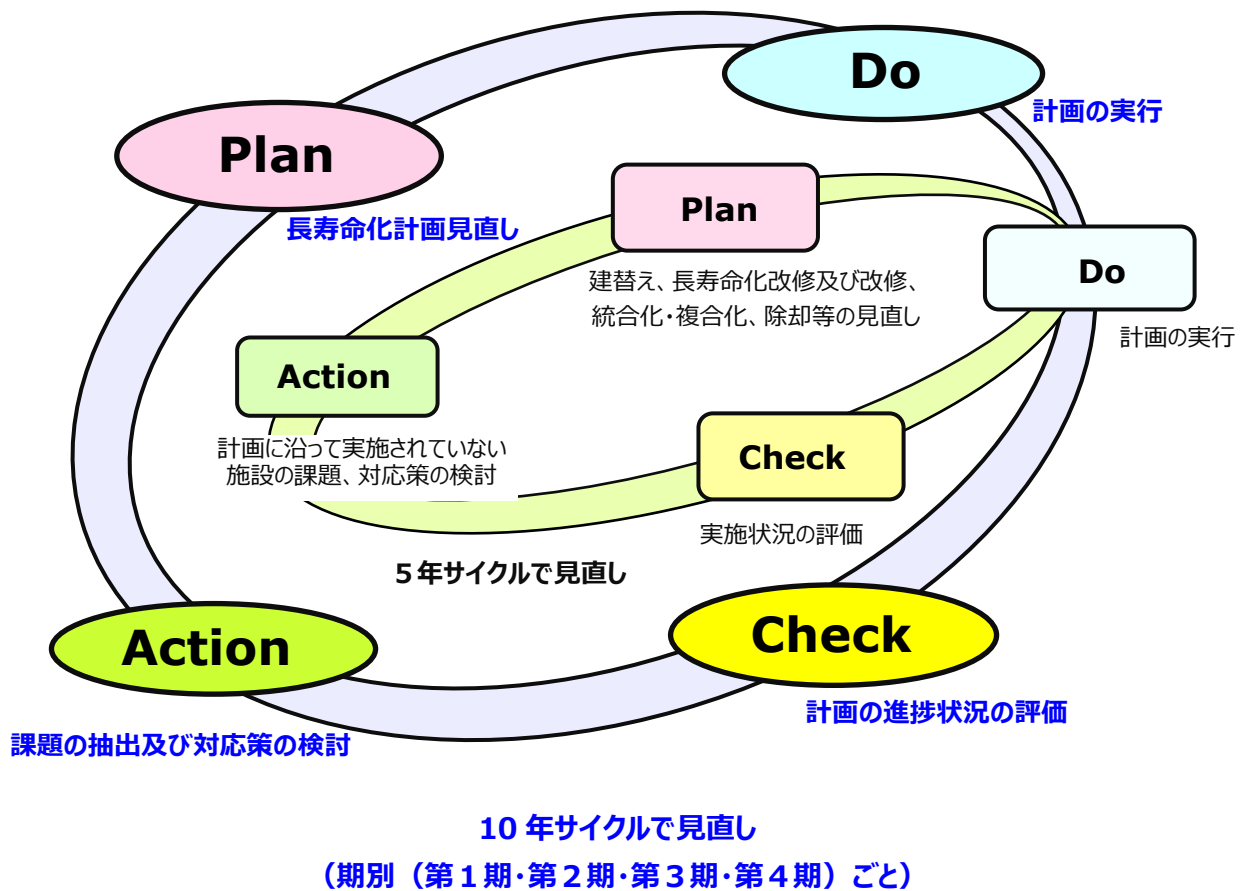 Do
計画の実行
Plan
長寿命化計画見直し
Plan
建替え、長寿命化改修及び改修、
統合化・複合化、除却等の見直し
Do
計画の実行
Action
計画に沿って実施されていない
施設の課題、対応策の検討
Check
実施状況の評価
5年サイクルで見直し
Action
課題の抽出及び対応策の検討
Check
計画の進捗状況の評価
10 年サイクルで見直し
（期別（第１期・第２期・第３期・第４期）ごと）